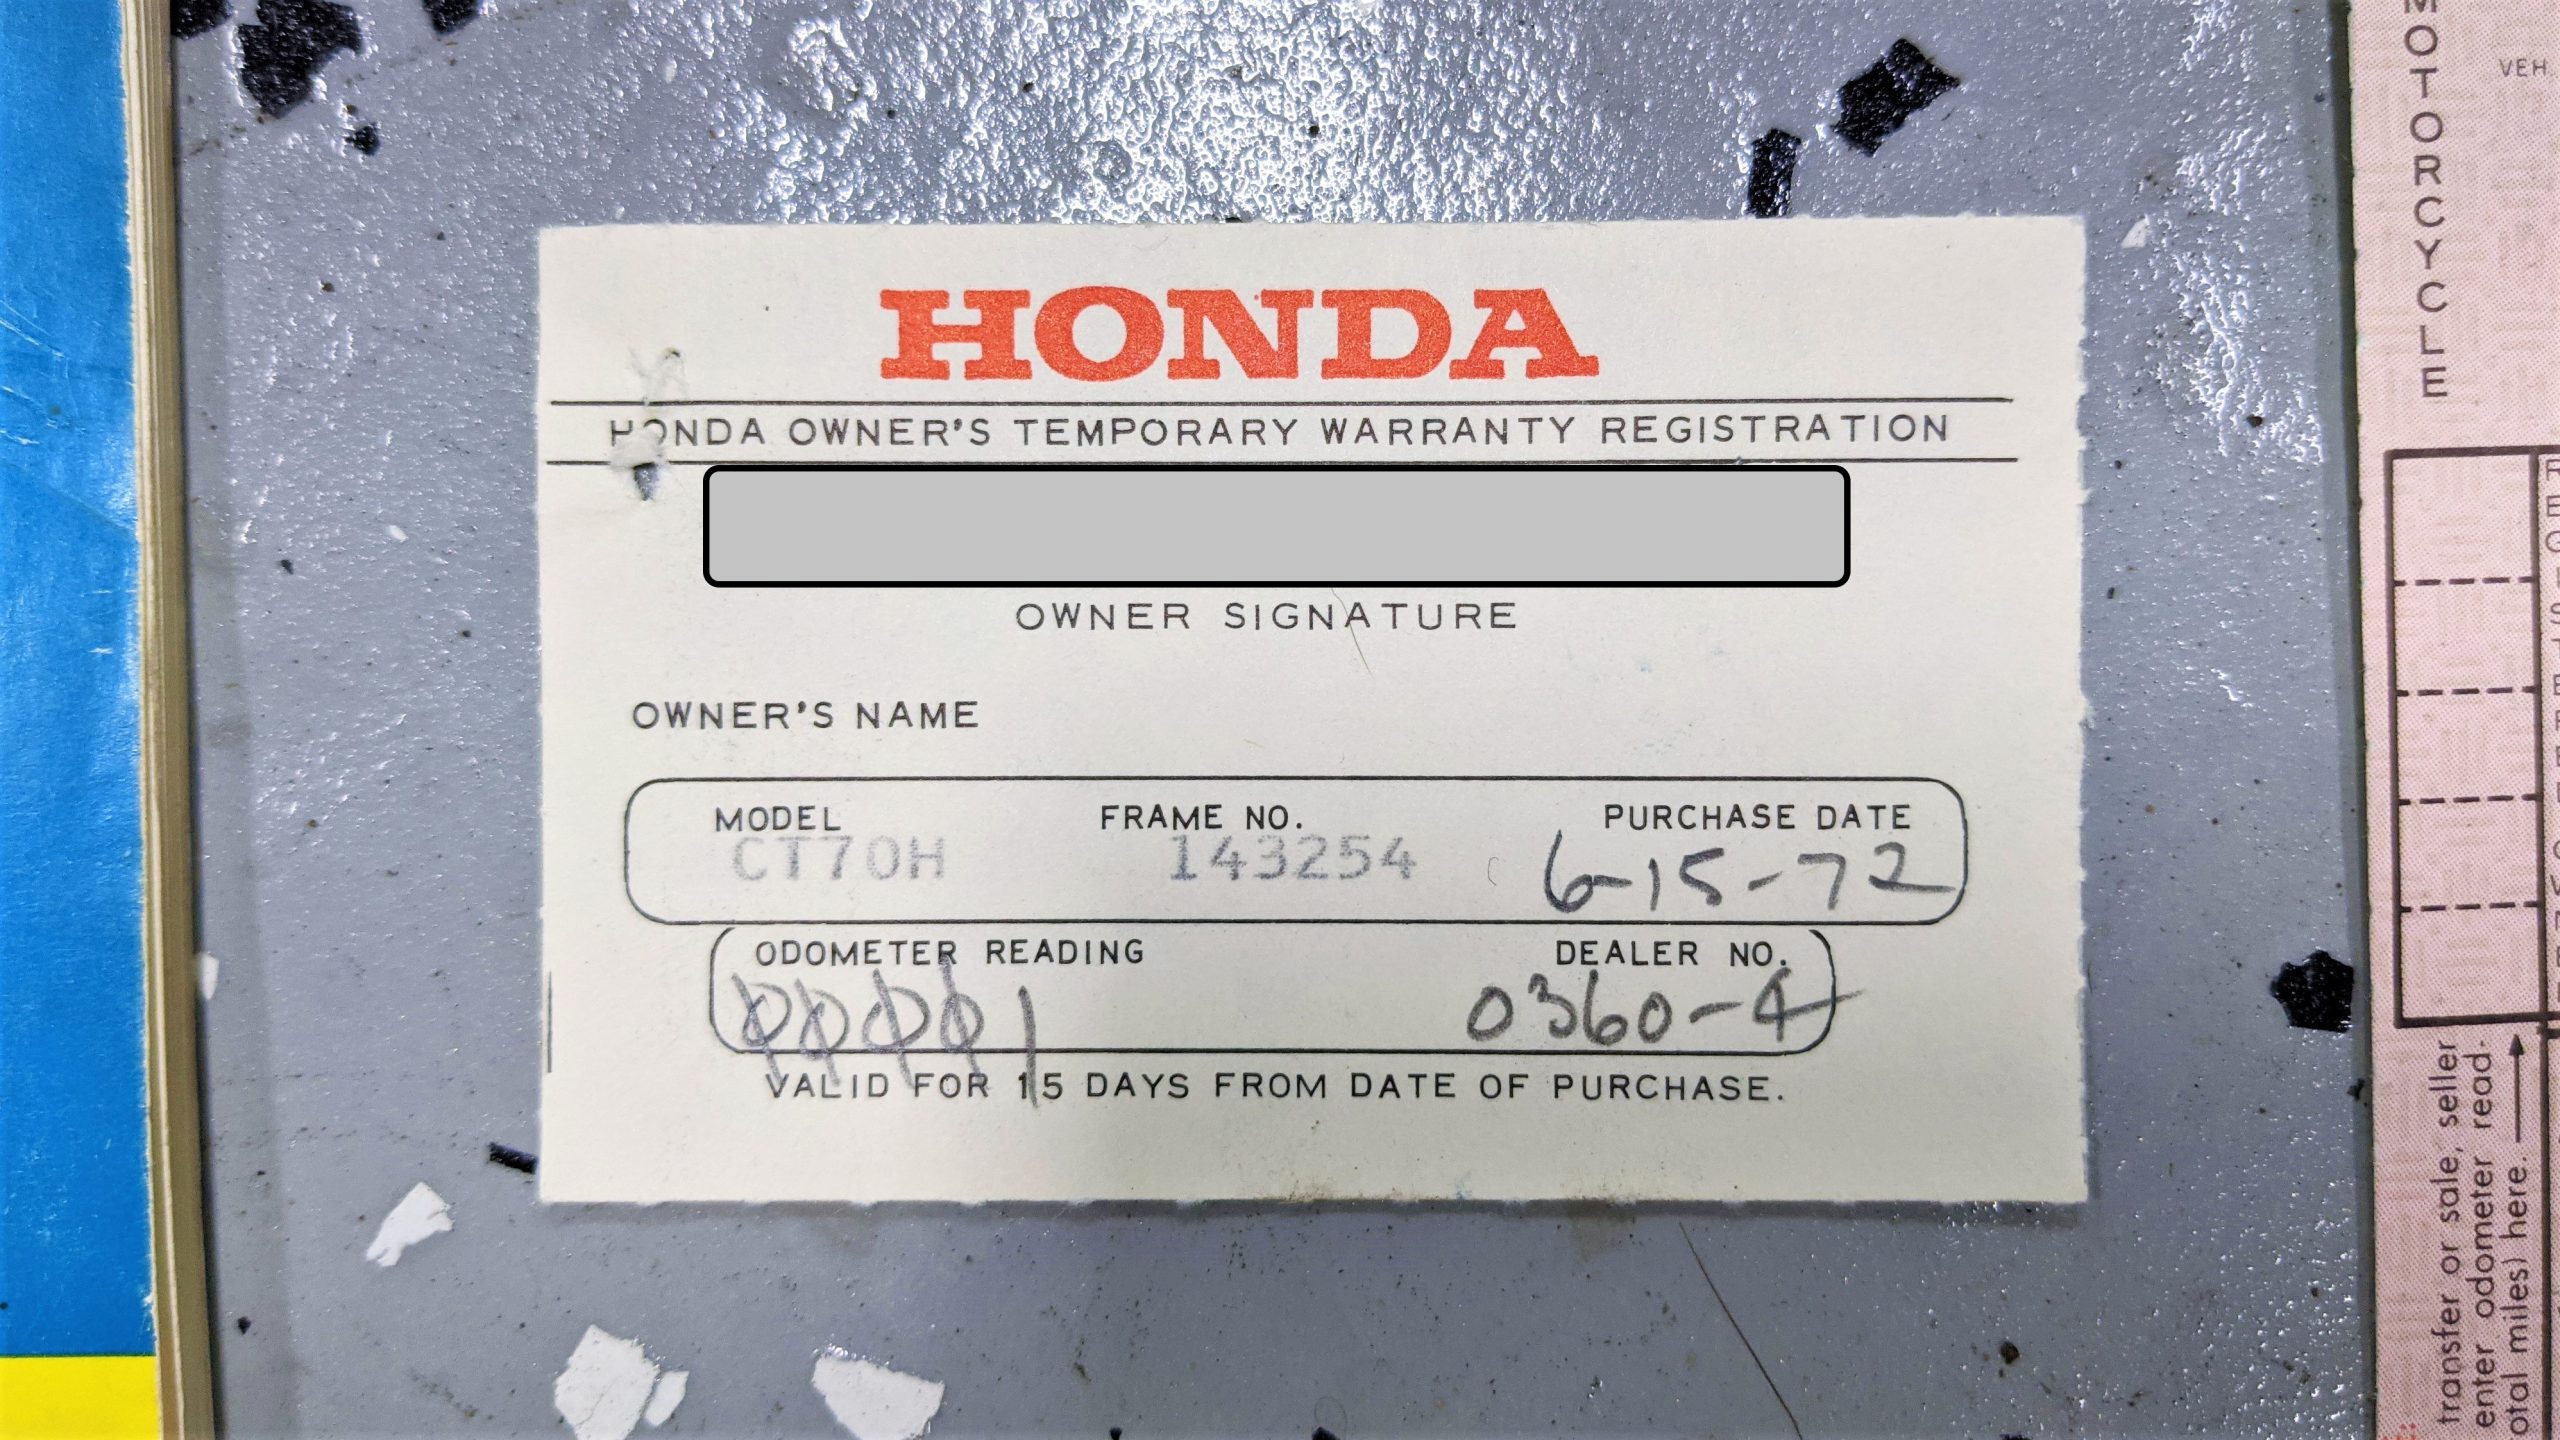 HONDA
HONDA OWNER'S TEMPORARY WARRANTY REGISTRATION
OWNER SIGNATURE
OWNER'S NAME
MODEL FRAME NO. PURCHASE DATE
CT70H 143254 6-15-72
ODOMETER READING DEALER NO.
00001 0360-4
VALID FOR 15 DAYS FROM DATE OF PURCHASE.
MOTORCYCLE
VEH
transfer or sale, seller
enter odometer read-
otal miles) here.